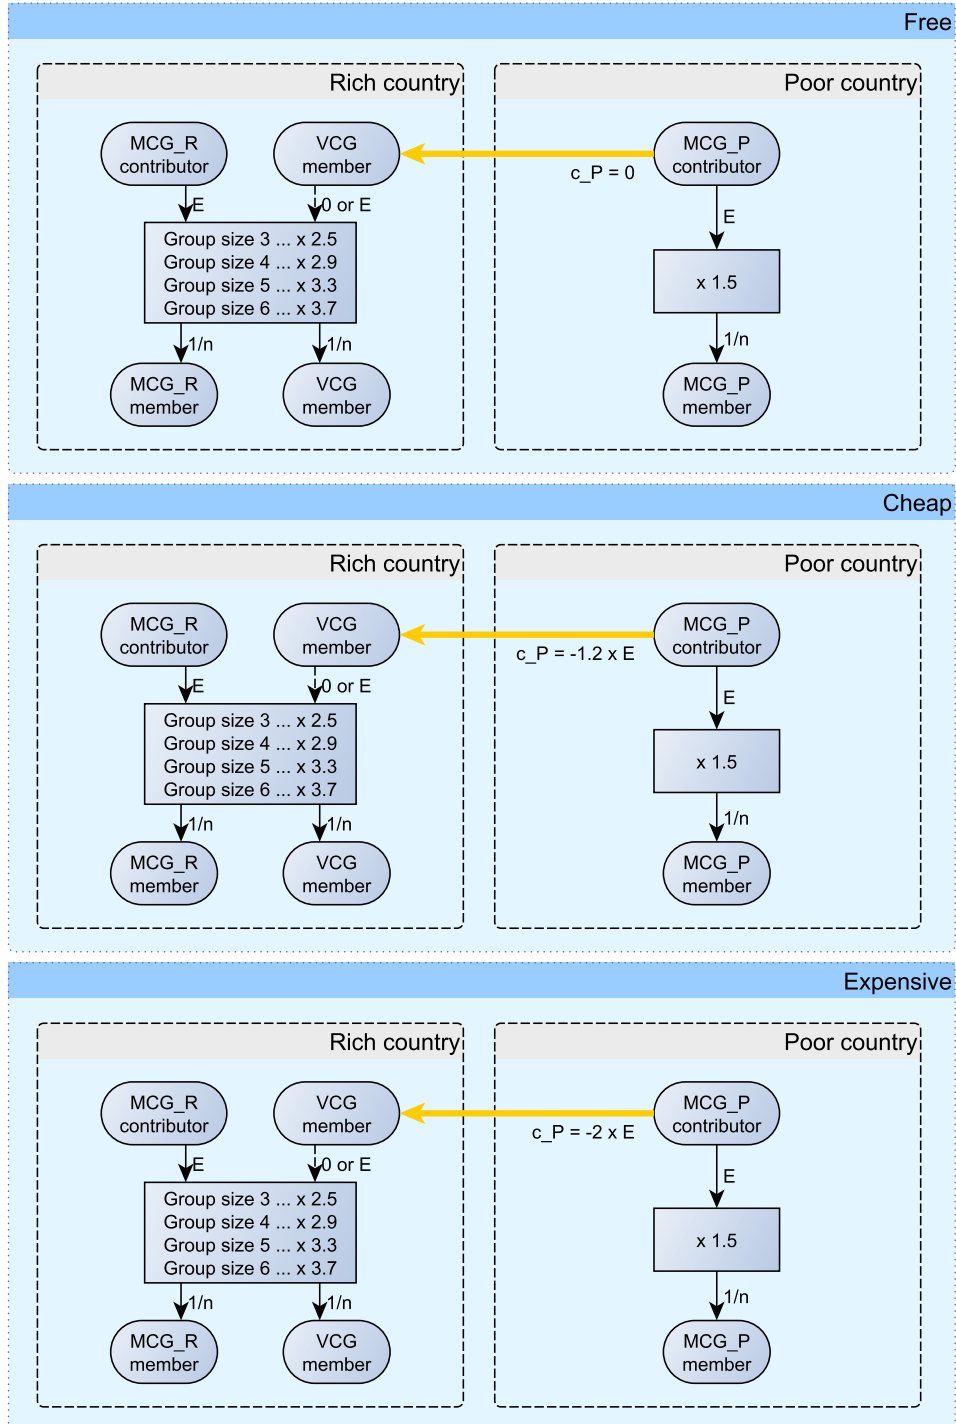 Free
Rich country
Poor country
MCG_R
contributor
VCG
member
MCG_P
contributor
c_P = 0
E
0 or E
E
Group size 3 ... x 2.5
Group size 4 ... x 2.9
Group size 5 ... x 3.3
Group size 6 ... x 3.7
x 1.5
1/n
1/n
1/n
MCG_R
member
VCG
member
MCG_P
member
Cheap
Rich country
Poor country
MCG_R
contributor
VCG
member
MCG_P
contributor
c_P = -1.2 x E
E
0 or E
E
Group size 3 ... x 2.5
Group size 4 ... x 2.9
Group size 5 ... x 3.3
Group size 6 ... x 3.7
x 1.5
1/n
1/n
1/n
MCG_R
member
VCG
member
MCG_P
member
Expensive
Rich country
Poor country
MCG_R
contributor
VCG
member
MCG_P
contributor
c_P = -2 x E
E
0 or E
E
Group size 3 ... x 2.5
Group size 4 ... x 2.9
Group size 5 ... x 3.3
Group size 6 ... x 3.7
x 1.5
1/n
1/n
1/n
MCG_R
member
VCG
member
MCG_P
member